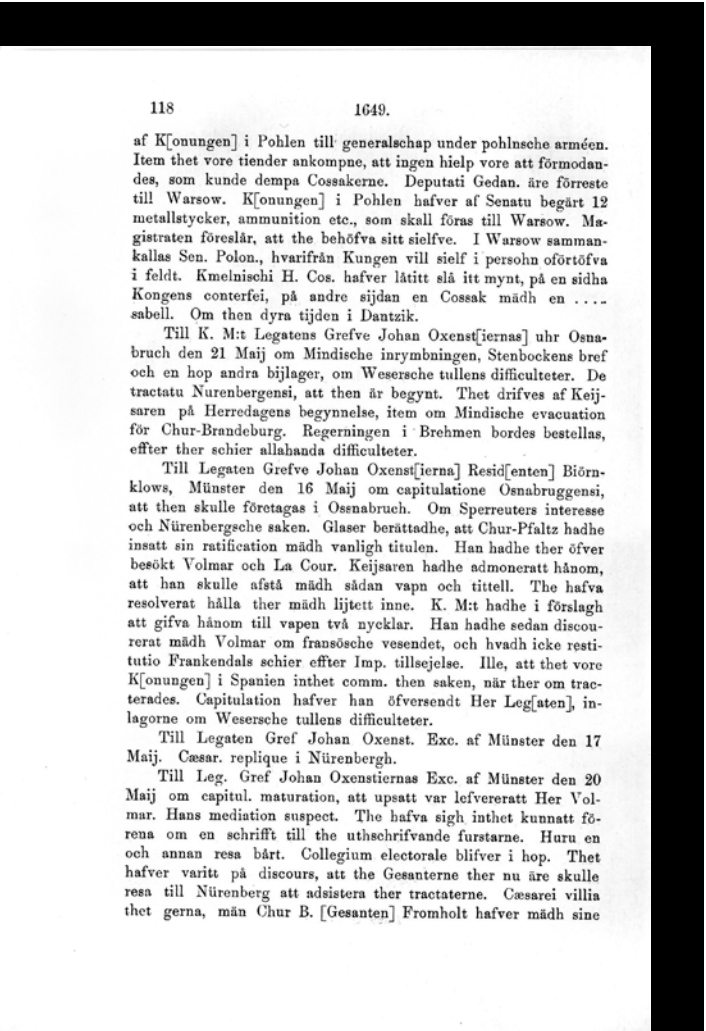 118 1649.
af K[onungen] i Pohlen till generalschap under pohlnsche arméen.
Item thet vore tiender ankompne, att ingen hielp vore att förmodan-
des, som kunde dempa Cossakerne. Deputati Gedan. äre förreste
till Warsow. K[onungen] i Pohlen hafver af Senatu begärt 12
metallstycker, ammunition etc., som skall föras till Warsow. Ma-
gistraten föreslår, att the behöfva sitt sielfve. I Warsow samman-
kallas Sen. Polon., hvarifrån Kungen vill sielf i persohn oförtöfva
i feldt. Kmelnischi H. Cos. hafver låtitt slå itt mynt, på en sidha
Kongens conterfei, på andre sijdan en Cossak mädh en .....
sabell. Om then dyra tijden i Dantzik.
Till K. M:t Legatens Grefve Johan Oxenst[iernas] uhr Osna-
bruch den 21 Maij om Mindische inrymbningen, Stenbockens bref
och en hop andra bijlager, om Wesersche tullens difficulteter. De
tractatu Nurenbergensi, att then är begynt. Thet drifves af Keij-
saren på Herredagens begynnelse, item om Mindische evacuation
för Chur-Brandeburg. Regerningen i Brehmen bordes bestellas,
effter ther schier allahanda difficulteter.
Till Legaten Grefve Johan Oxenst[ierna] Resid[enten] Biörn-
klows, Münster den 16 Maij om capitulatione Osnabruggensi,
att then skulle företagas i Ossnabruch. Om Sperreuters interesse
och Nürenbergsche saken. Glaser berättadhe, att Chur-Pfaltz hadhe
insatt sin ratification mädh vanligh titulen. Han hadhe ther öfver
besökt Volmar och La Cour. Keijsaren hadhe admoneratt hånom,
att han skulle afstå mädh sådan vapn och tittell. The hafva
resolverat hålla ther mädh lijtett inne. K. M:t hadhe i förslagh
att gifva hånom till vapen två nycklar. Han hadhe sedan discou-
rerat mädh Volmar om fransösche vesendet, och hvadh icke resti-
tutio Frankendals schier effter Imp. tillsejelse. Ille, att thet vore
K[onungen] i Spanien inthet comm. then saken, när ther om trac-
terades. Capitulation hafver han öfversendt Her Leg[aten], in-
lagorne om Wesersche tullens difficulteter.
Till Legaten Gref Johan Oxenst. Exc. af Münster den 17
Maij. Cæsar. replique i Nürenbergh.
Till Leg. Gref Johan Oxenstiernas Exc. af Münster den 20
Maij om capitul. maturation, att upsatt var lefvereratt Her Vol-
mar. Hans mediation suspect. The hafva sigh inthet kunnatt fö-
rena om en schrifft till the uthschrifvande furstarne. Huru en
och annan resa bårt. Collegium electorale blifver i hop. Thet
hafver varitt på discours, att the Gesanterne ther nu äre skulle
resa till Nürenberg att adsistera ther tractaterne. Cæsarei villia
thet gerna, män Chur B. [Gesanten] Fromholt hafver mädh sine